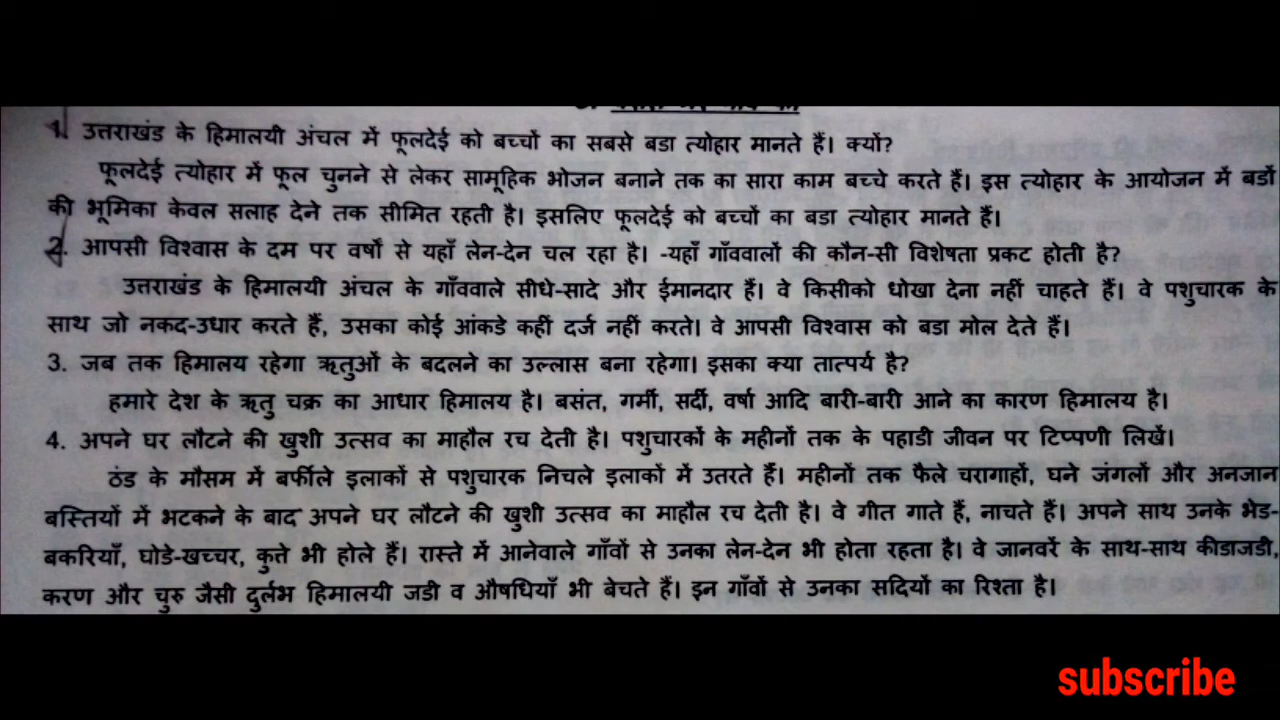 1. उत्तराखंड के हिमालयी अंचल में फूलदेई को बच्चों का सबसे बडा त्योहार मानते हैं। क्यों?
फूलदेई त्योहार में फूल चुनने से लेकर सामूहिक भोजन बनाने तक का सारा काम बच्चे करते हैं। इस त्योहार के आयोजन में बडों
की भूमिका केवल सलाह देने तक सीमित रहती है। इसलिए फूलदेई को बच्चों का बडा त्योहार मानते हैं।
2. आपसी विश्वास के दम पर वर्षों से यहाँ लेन-देन चल रहा है। -यहाँ गाँववालों की कौन-सी विशेषता प्रकट होती है?
उत्तराखंड के हिमालयी अंचल के गाँववाले सीधे-सादे और ईमानदार हैं। वे किसीको धोखा देना नहीं चाहते हैं। वे पशुचारक के
साथ जो नकद-उधार करते हैं, उसका कोई आंकडे कहीं दर्ज नहीं करते। वे आपसी विश्वास को बडा मोल देते हैं।
3. जब तक हिमालय रहेगा ऋतुओं के बदलने का उल्लास बना रहेगा। इसका क्या तात्पर्य है?
हमारे देश के ऋतु चक्र का आधार हिमालय है। बसंत, गर्मी, सर्दी, वर्षा आदि बारी-बारी आने का कारण हिमालय है।
4. अपने घर लौटने की खुशी उत्सव का माहौल रच देती है। पशुचारकों के महीनों तक के पहाडी जीवन पर टिप्पणी लिखें।
ठंड के मौसम में बर्फीले इलाकों से पशुचारक निचले इलाकों में उतरते हैं। महीनों तक फैले चरागाहों, घने जंगलों और अनजान
बस्तियों में भटकने के बाद अपने घर लौटने की खुशी उत्सव का माहौल रच देती है। वे गीत गाते हैं, नाचते हैं। अपने साथ उनके भेड-
बकरियाँ, घोडे-खच्चर, कुत्ते भी होले हैं। रास्ते में आनेवाले गाँवों से उनका लेन-देन भी होता रहता है। वे जानवरें के साथ-साथ कीडाजडी,
करण और चुरु जैसी दुर्लभ हिमालयी जडी व औषधियाँ भी बेचते हैं। इन गाँवों से उनका सदियों का रिश्ता है।
subscribe